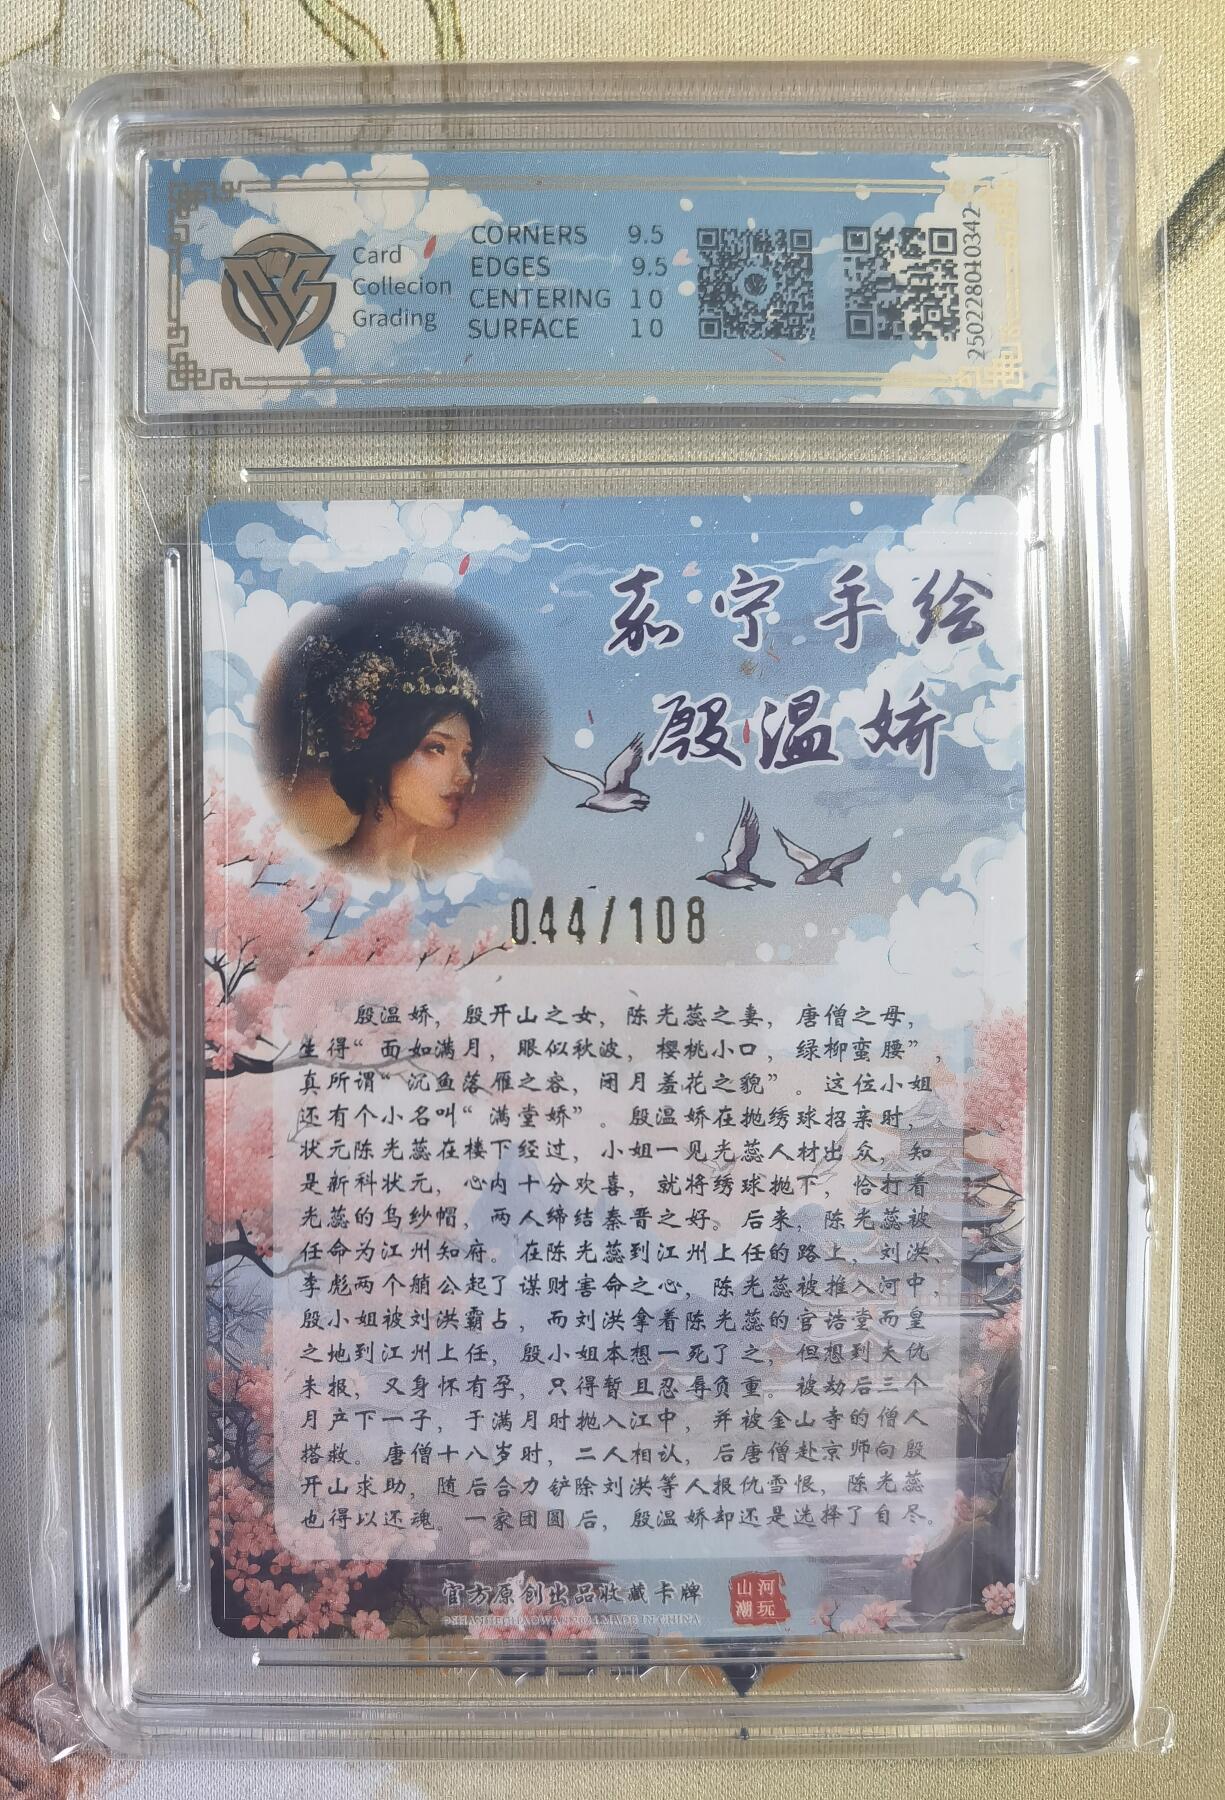 Card
Collecion
Grading
CORNERS 9.5
EDGES 9.5
CENTERING 10
SURFACE 10
2502280410342
嘉宁手绘
殷温娇
044/108
殷温娇，殷开山之女，陈光蕊之妻，唐僧之母，
生得“面如满月，眼似秋波，樱桃小口，绿柳蛮腰”，
真所谓“沉鱼落雁之容，闭月羞花之貌”。这位小姐
还有个小名叫“满堂娇”。殷温娇在抛绣球招亲时，
状元陈光蕊在楼下经过，小姐一见光蕊人材出众，知
是新科状元，心内十分欢喜，就将绣球抛下，恰打着
光蕊的乌纱帽，两人缔结秦晋之好。后来，陈光蕊被
任命为江州知府。在陈光蕊到江州上任的路上，刘洪、
李彪两个艄公起了谋财害命之心，陈光蕊被推入河中，
殷小姐被刘洪霸占，而刘洪拿着陈光蕊的官诰堂而皇
之地到江州上任，殷小姐本想一死了之，但想到夫仇
未报，又身怀有孕，只得暂且忍辱负重。被劫后三个
月产下一子，于满月时抛入江中，并被金山寺的僧人
搭救。唐僧十八岁时，二人相认，后唐僧赴京师向殷
开山求助，随后合力铲除刘洪等人报仇雪恨，陈光蕊
也得以还魂。一家团圆后，殷温娇却还是选择了自尽。
官方原创出品收藏卡牌
©SHANHECHAOWAN 2024 MADE IN CHINA
山河
潮玩